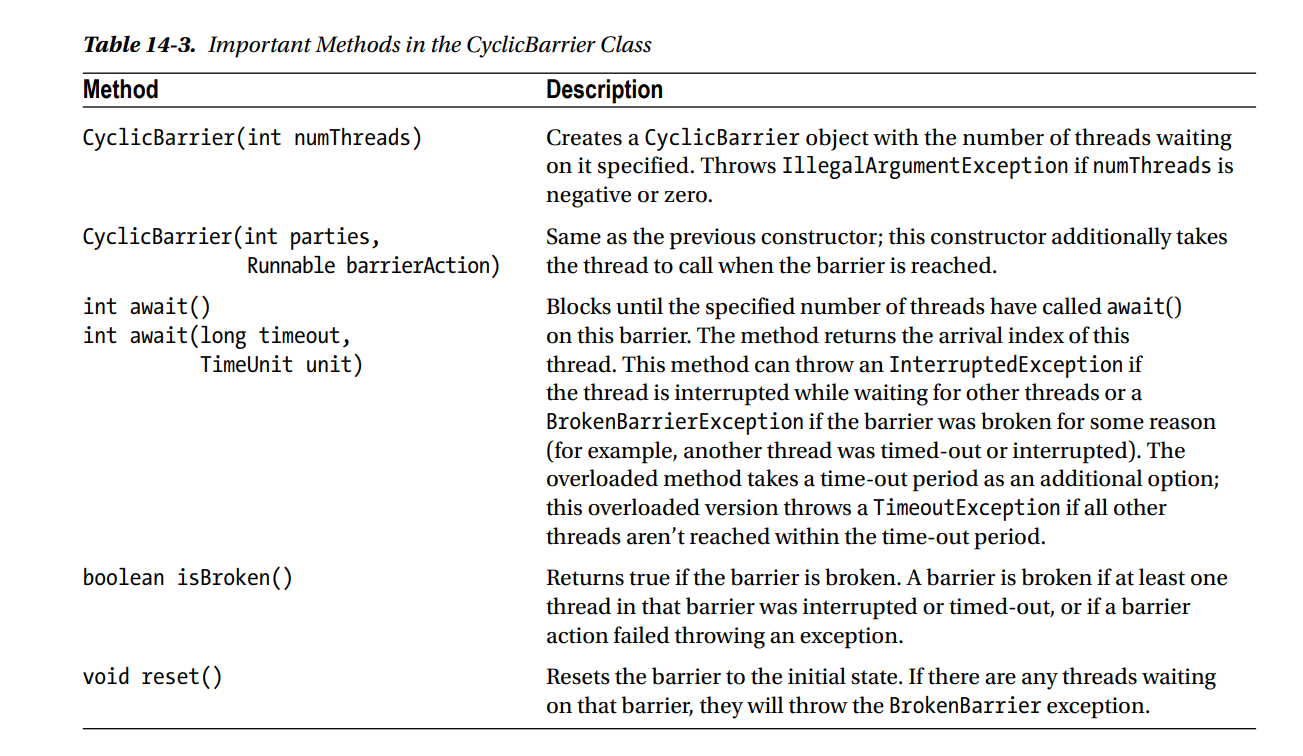 Table 14-3. Important Methods in the CyclicBarrier Class
Method Description
CyclicBarrier(int numThreads) Creates a CyclicBarrier object with the number of threads waiting
on it specified. Throws IllegalArgumentException if numThreads is
negative or zero.
CyclicBarrier(int parties, Same as the previous constructor; this constructor additionally takes
Runnable barrierAction) the thread to call when the barrier is reached.
int await() Blocks until the specified number of threads have called await()
int await(long timeout, on this barrier. The method returns the arrival index of this
TimeUnit unit) thread. This method can throw an InterruptedException if
the thread is interrupted while waiting for other threads or a
BrokenBarrierException if the barrier was broken for some reason
(for example, another thread was timed-out or interrupted). The
overloaded method takes a time-out period as an additional option;
this overloaded version throws a TimeoutException if all other
threads aren't reached within the time-out period.
boolean isBroken() Returns true if the barrier is broken. A barrier is broken if at least one
thread in that barrier was interrupted or timed-out, or if a barrier
action failed throwing an exception.
void reset() Resets the barrier to the initial state. If there are any threads waiting
on that barrier, they will throw the BrokenBarrier exception.